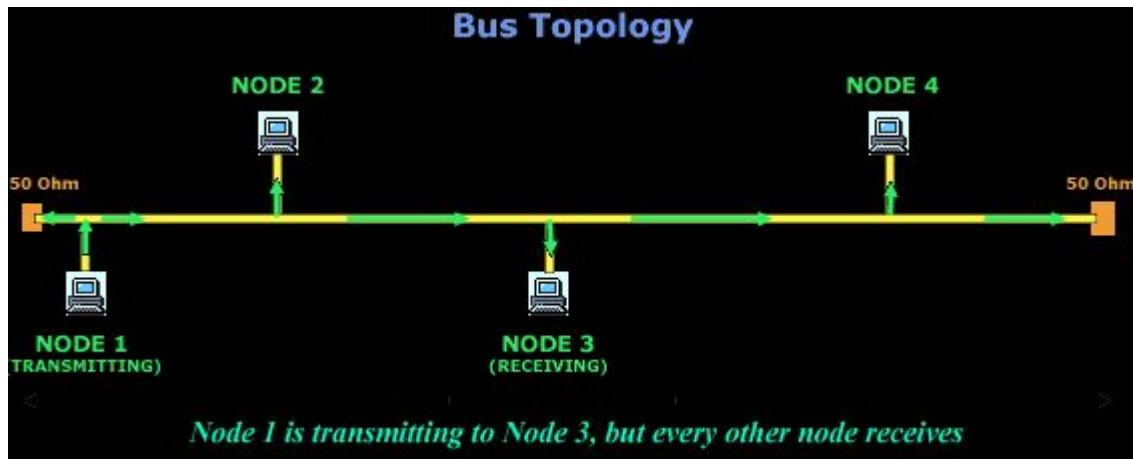 Bus Topology
NODE 2
NODE 4
50 Ohm
50 Ohm
NODE 1
(TRANSMITTING)
NODE 3
(RECEIVING)
Node 1 is transmitting to Node 3, but every other node receives